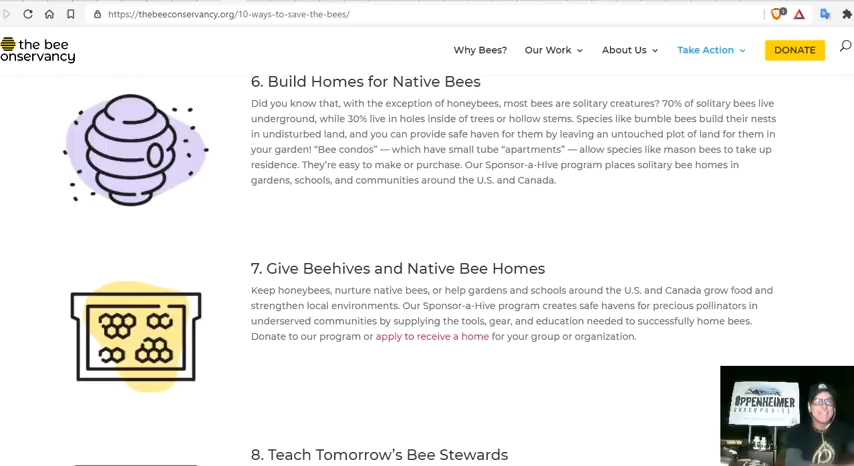 https://thebeeconservancy.org/10-ways-to-save-the-bees/
the bee
onservancy
Why Bees?
Our Work
About Us
Take Action
DONATE
6. Build Homes for Native Bees
Did you know that, with the exception of honeybees, most bees are solitary creatures? 70% of solitary bees live
underground, while 30% live in holes inside of trees or hollow stems. Species like bumble bees build their nests
in undisturbed land, and you can provide safe haven for them by leaving an untouched plot of land for them in
your garden! “Bee condos” — which have small tube “apartments” — allow species like mason bees to take up
residence. They’re easy to make or purchase. Our Sponsor-a-Hive program places solitary bee homes in
gardens, schools, and communities around the U.S. and Canada.
7. Give Beehives and Native Bee Homes
Keep honeybees, nurture native bees, or help gardens and schools around the U.S. and Canada grow food and
strengthen local environments. Our Sponsor-a-Hive program creates safe havens for precious pollinators in
underserved communities by supplying the tools, gear, and education needed to successfully home bees.
Donate to our program or apply to receive a home for your group or organization.
8. Teach Tomorrow’s Bee Stewards
OPPENHEIMER